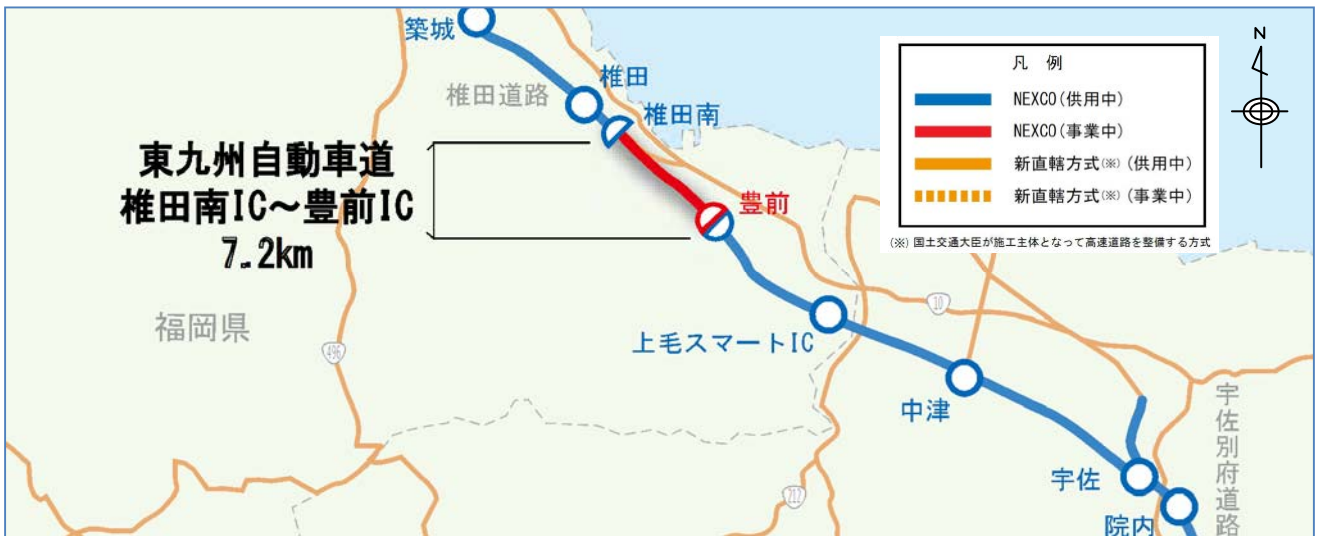 築城
椎田
椎田道路
椎田南
東九州自動車道
椎田南IC～豊前IC
7.2km
豊前
福岡県
496
上毛スマートIC
10
中津
212
宇佐
院内
宇佐別府道路
N
凡 例
NEXCO(供用中)
NEXCO(事業中)
新直轄方式(※)(供用中)
新直轄方式(※)(事業中)
(※) 国土交通大臣が施工主体となって高速道路を整備する方式